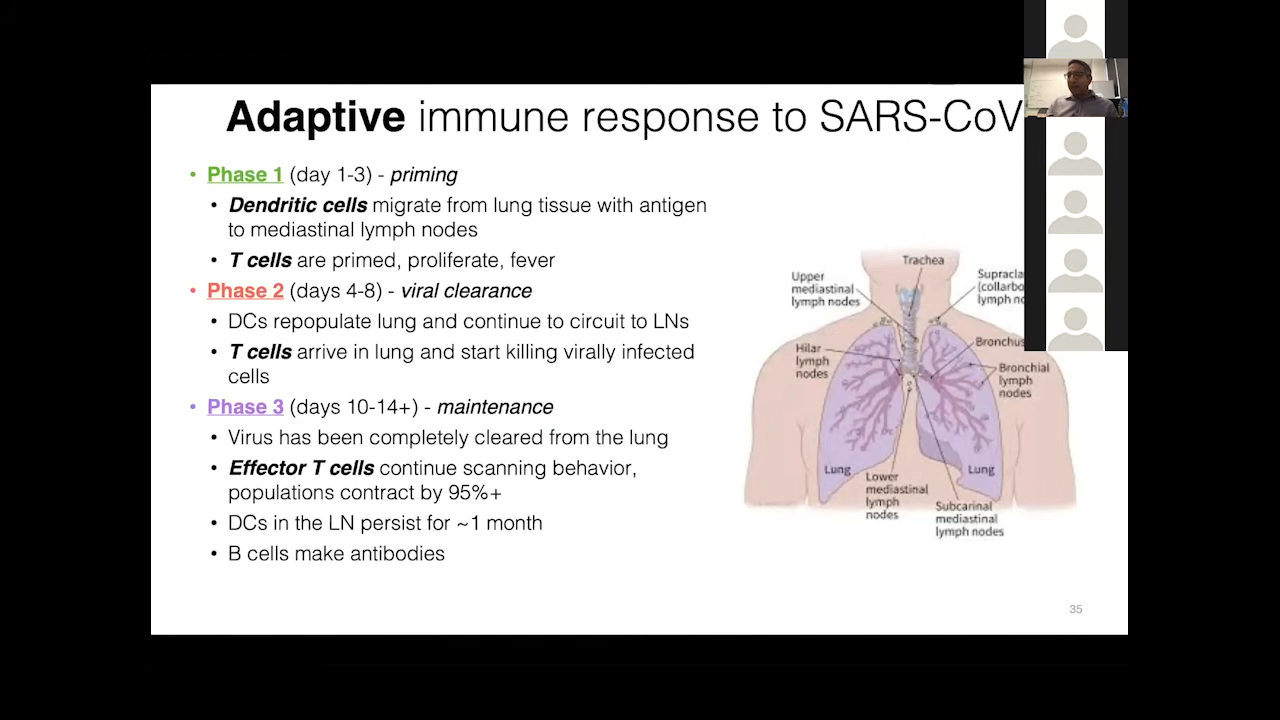 Adaptive immune response to SARS-CoV
• Phase 1 (day 1-3) - priming
• Dendritic cells migrate from lung tissue with antigen
to mediastinal lymph nodes
• T cells are primed, proliferate, fever
• Phase 2 (days 4-8) - viral clearance
• DCs repopulate lung and continue to circuit to LNs
• T cells arrive in lung and start killing virally infected
cells
• Phase 3 (days 10-14+) - maintenance
• Virus has been completely cleared from the lung
• Effector T cells continue scanning behavior,
populations contract by 95%+
• DCs in the LN persist for ~1 month
• B cells make antibodies
Trachea
Upper
mediastinal
lymph nodes
Supracla
(collarbo
lymph no
Hilar
lymph
nodes
Bronchus
Bronchial
lymph
nodes
Lung
Lung
Lower
mediastinal
lymph
nodes
Subcarinal
mediastinal
lymph nodes
35